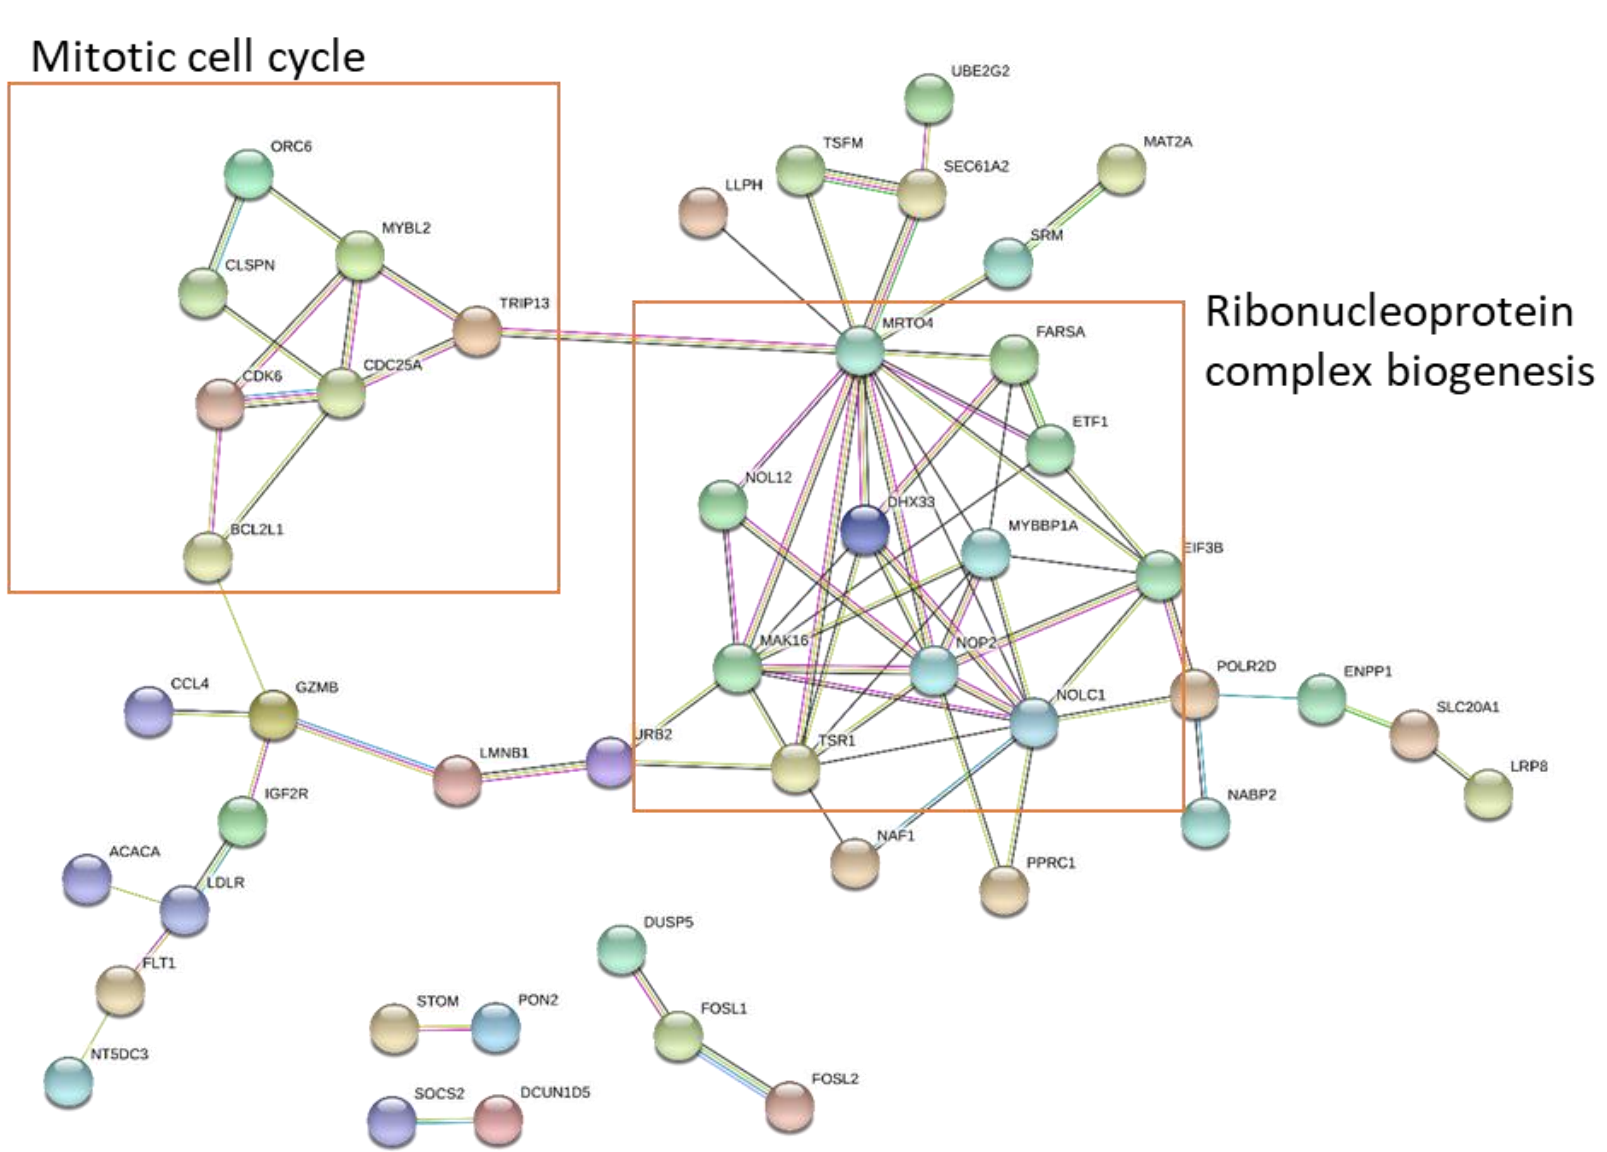 Mitotic cell cycle
UBE2G2
TSFM
MAT2A
ORC6
SEC61A2
LLPH
MYBL2
SRM
CLSPN
TRIP13
Ribonucleoprotein
complex biogenesis
MRTO4
FARSA
CDC25A
CDK6
ETF1
NOL12
DHX33
MYBBP1A
BCL2L1
EIF3B
MAK16
NOP2
POLR2D
ENPP1
CCL4
GZMB
NOLC1
SLC20A1
URB2
TSR1
LMNB1
LRP8
IGF2R
NABP2
NAF1
ACACA
PPRC1
LDLR
DUSP5
FLT1
STOM
PON2
FOSL1
NT5DC3
FOSL2
SOCS2
DCUN1D5